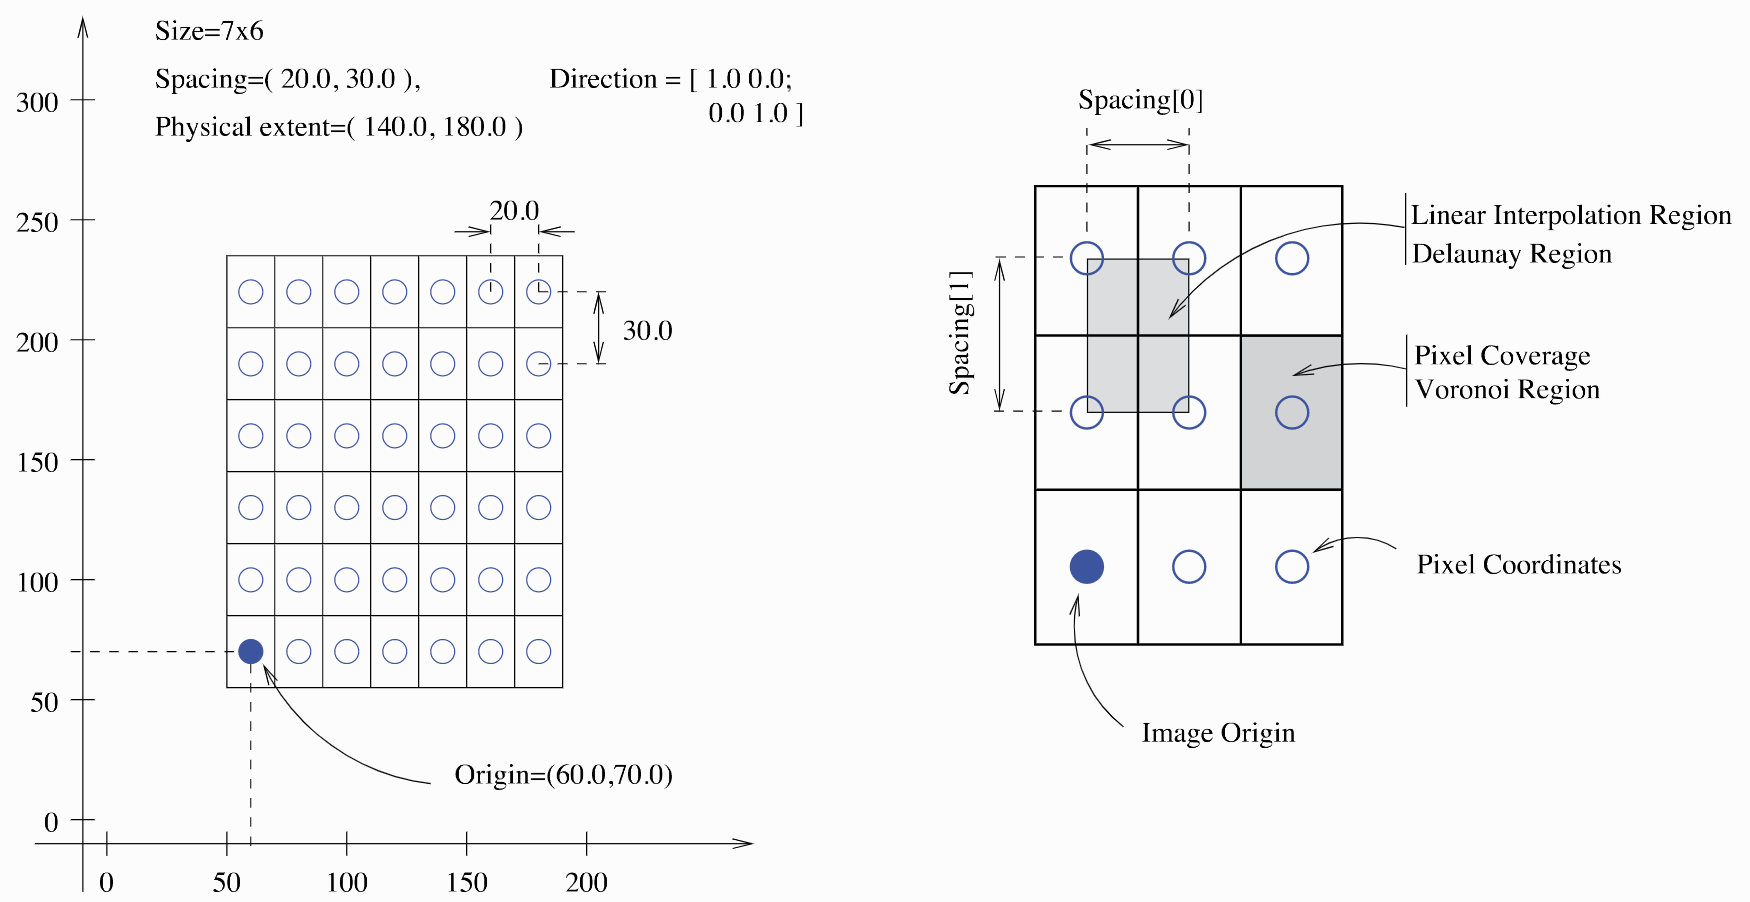 Size=7x6
Spacing=( 20.0, 30.0 ),
Physical extent=( 140.0, 180.0 )
Direction = [ 1.0 0.0;
0.0 1.0 ]
300
250
200
150
100
50
0
20.0
30.0
Origin=(60.0,70.0)
0
50
100
150
200
Spacing[0]
Spacing[1]
Linear Interpolation Region
Delaunay Region
Pixel Coverage
Voronoi Region
Pixel Coordinates
Image Origin